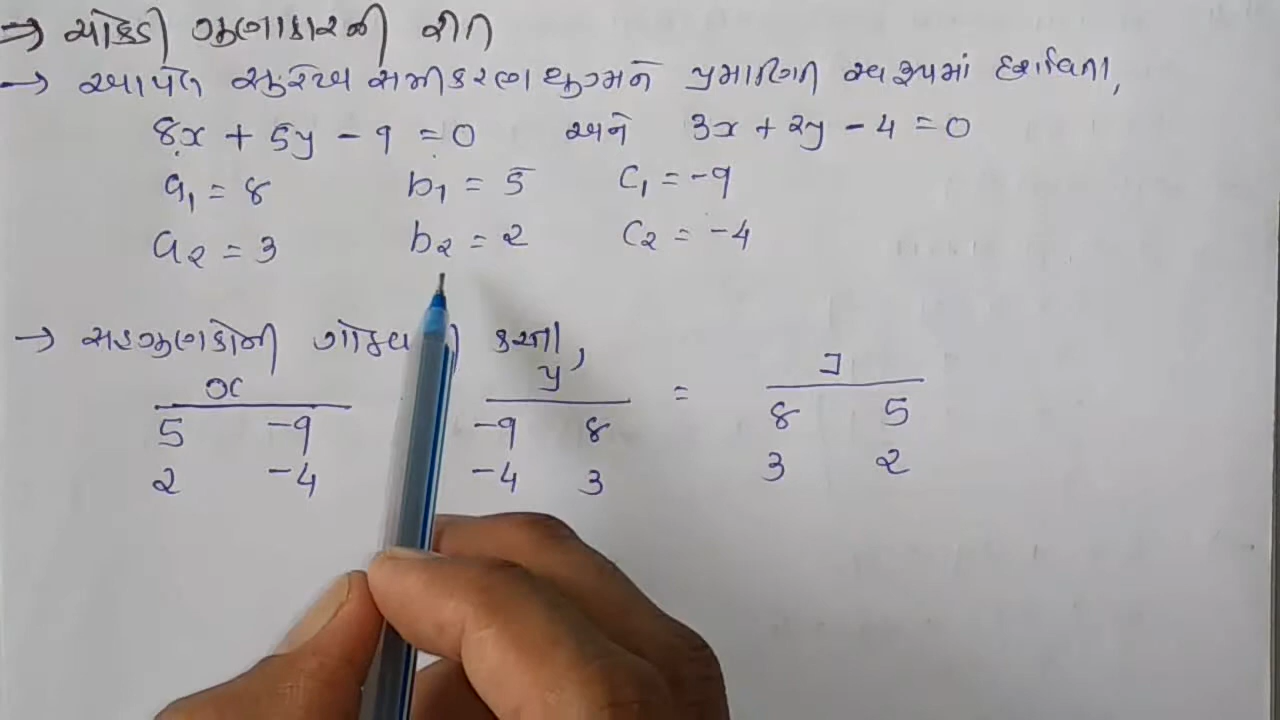 ⇒ ચોકડી ગુણાકારની રીત
→ આપેલ સુરેખ સમીકરણયુગ્મને પ્રમાણિત સ્વરૂપમાં દર્શાવતા,
8x + 5y - 9 = 0 અને 3x + 2y - 4 = 0
a₁ = 8 b₁ = 5 c₁ = -9
a₂ = 3 b₂ = 2 c₂ = -4
→ સહગુણકોની કરતા,
x y = 1
5 -9 -9 8 8 5
2 -4 -4 3 3 2